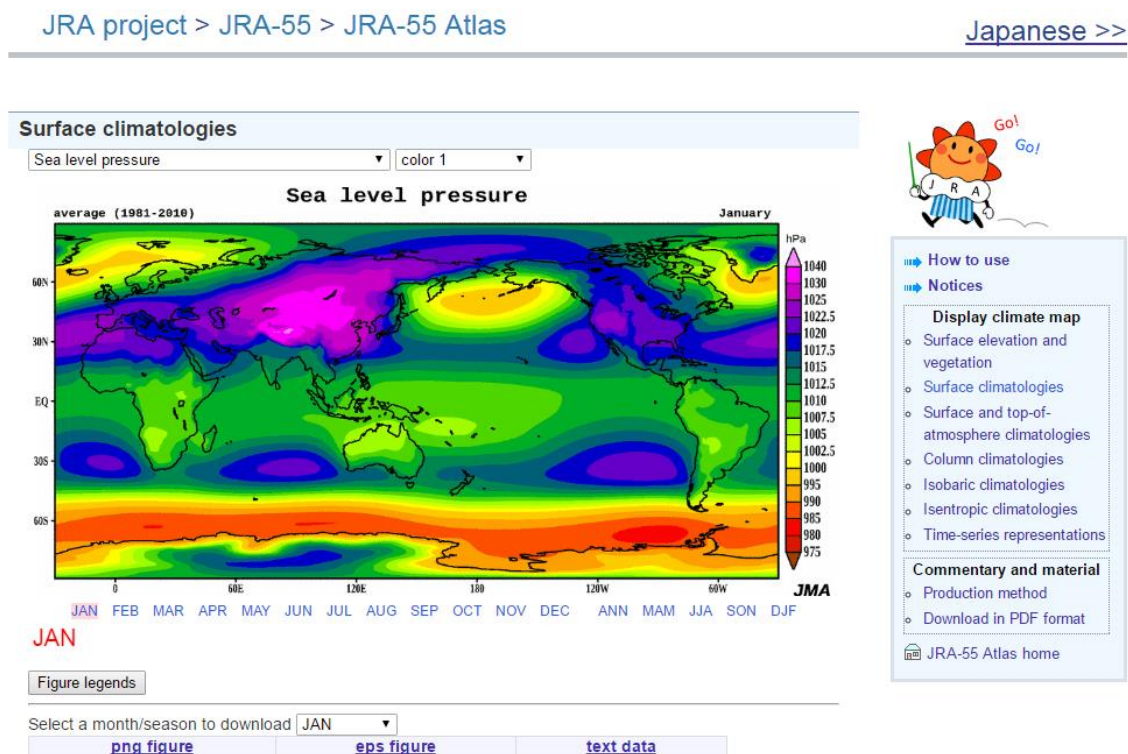 JRA project > JRA-55 > JRA-55 Atlas
Japanese >>
Surface climatologies
Sea level pressure
color 1
Sea level pressure
average (1981-2010)
January
hPa
1040
1030
1025
1022.5
1020
1017.5
1015
1012.5
1010
1007.5
1005
1002.5
1000
995
990
985
980
975
60N
30N
EQ
30S
60S
0 60E 120E 180 120W 60W
JMA
JAN FEB MAR APR MAY JUN JUL AUG SEP OCT NOV DEC ANN MAM JJA SON DJF
JAN
Figure legends
Select a month/season to download JAN
png figure eps figure text data
Go!
Go!
J R A
How to use
Notices
Display climate map
Surface elevation and
vegetation
Surface climatologies
Surface and top-of-
atmosphere climatologies
Column climatologies
Isobaric climatologies
Isentropic climatologies
Time-series representations
Commentary and material
Production method
Download in PDF format
JRA-55 Atlas home